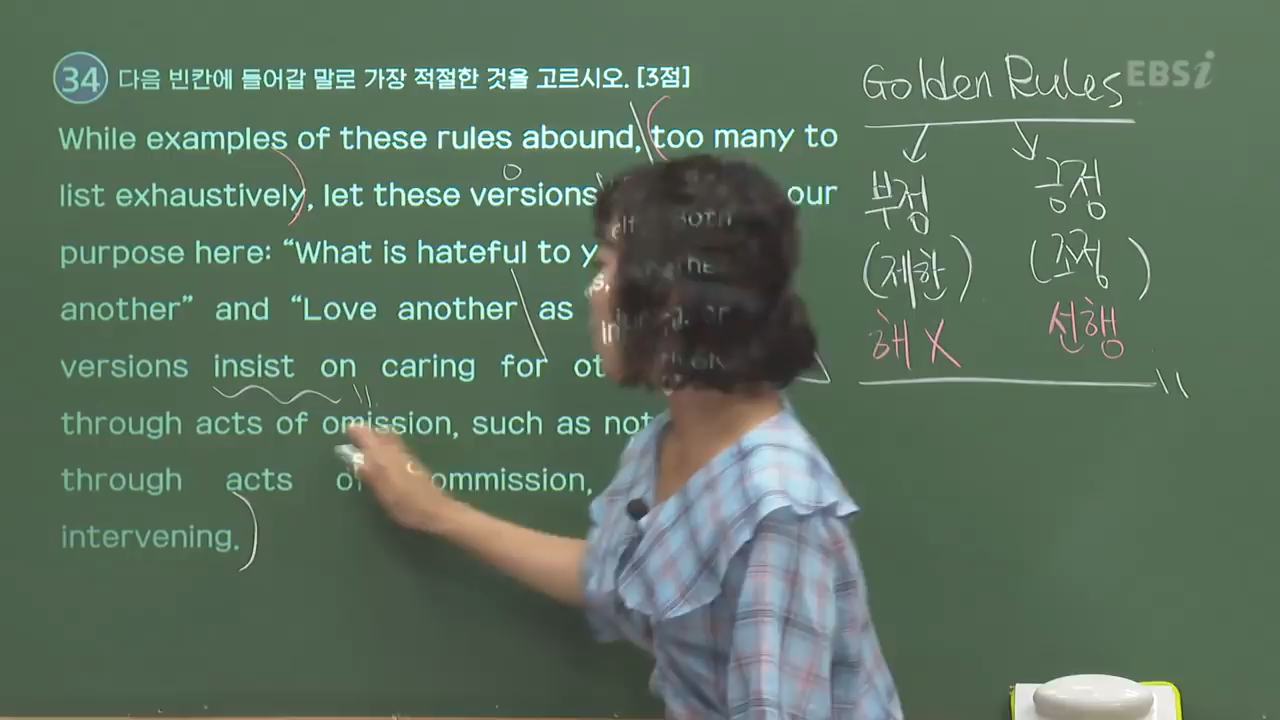 34 다음 빈칸에 들어갈 말로 가장 적절한 것을 고르시오. [3점]
While examples of these rules abound, too many to
list exhaustively, let these versions our
purpose here: “What is hateful to
another” and “Love another as
versions insist on caring for
through acts of omission, such as not
through acts of commission,
intervening.
Golden Rules
부정 긍정
(제한) (조정)
해 X 선행
EBSi